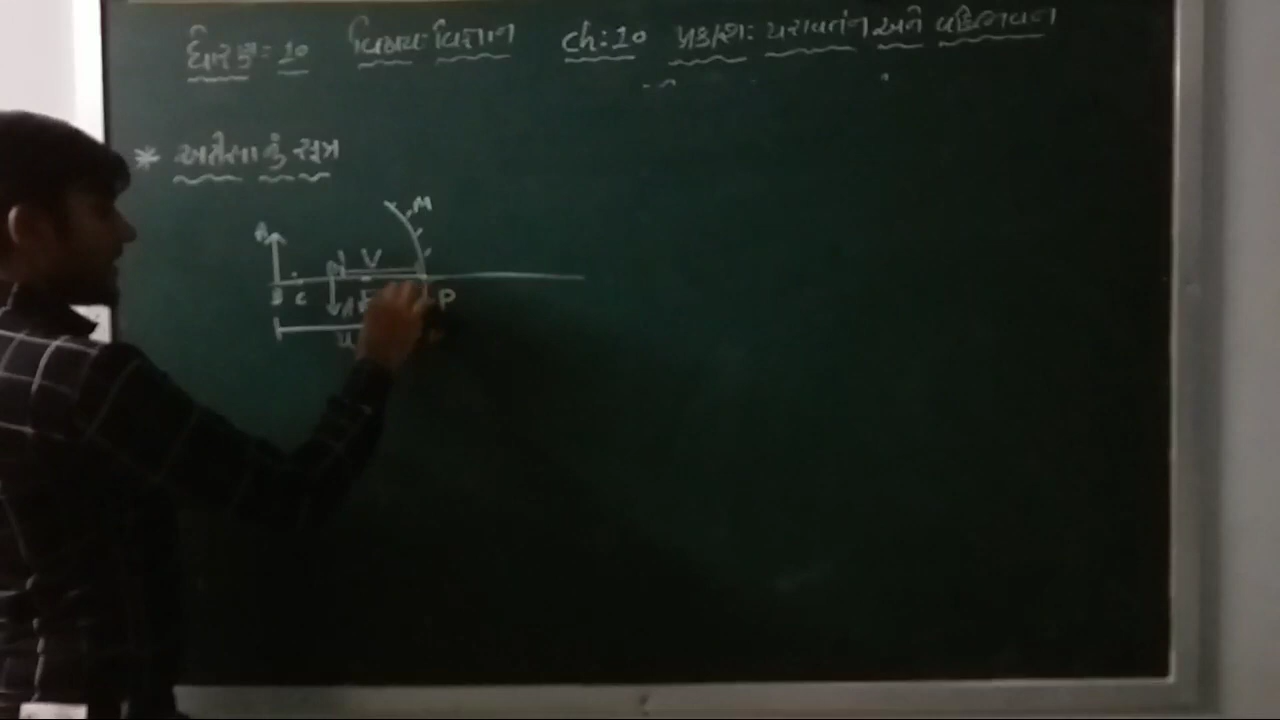 ધોરણ = 10 વિષય: વિજ્ઞાન ch: 10 પ્રકાશ: પરાવર્તન અને વક્રીભવન
* અરીસાનું સૂત્ર
M
A
V
B C F P
u